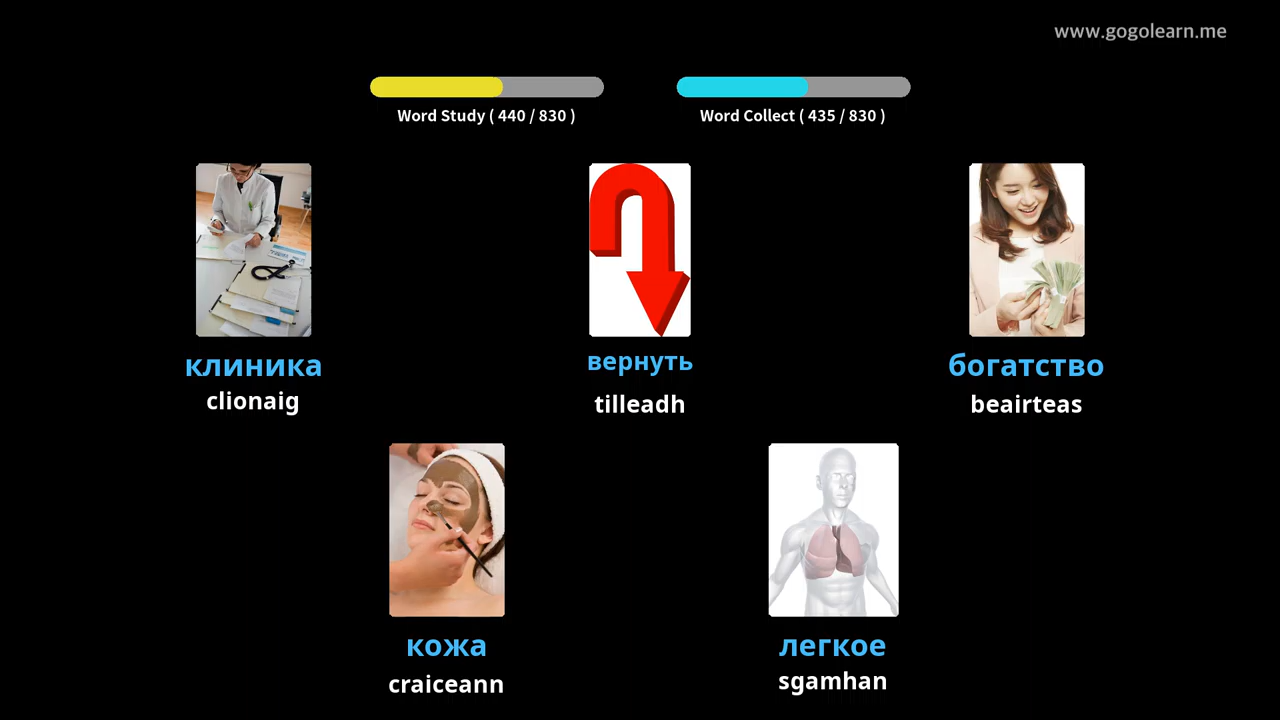 www.gogolearn.me
Word Study ( 440 / 830 )
Word Collect ( 435 / 830 )
клиника
clionaig
вернуть
tilleadh
богатство
beairteas
кожа
craiceann
легкое
sgamhan